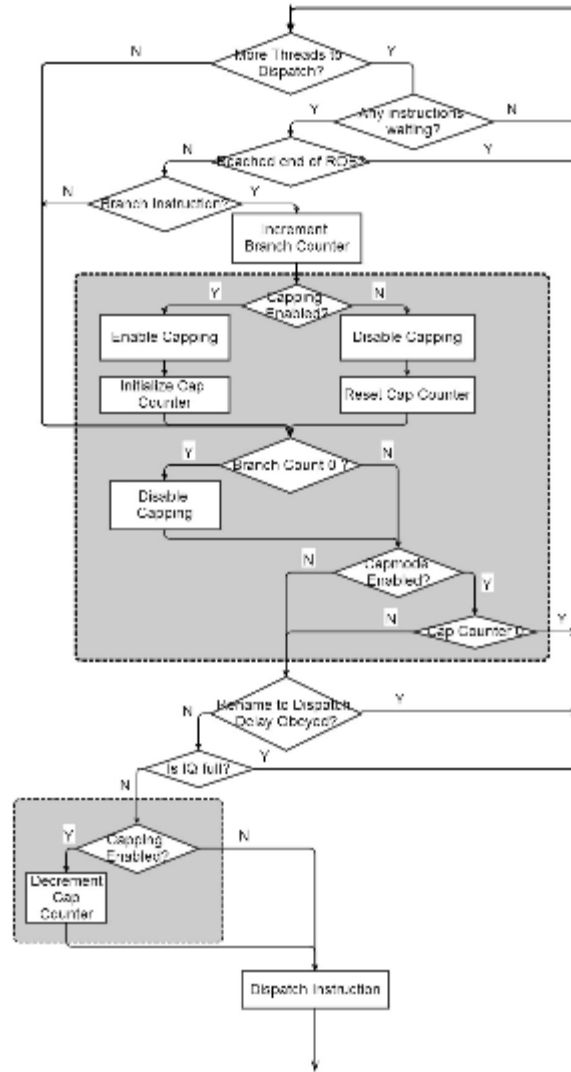 More Threads to
Dispatch?
N
Y
Any instructions
waiting?
Y
N
Reached end of ROB?
N
Y
Branch Instruction?
N
Y
Increment
Branch Counter
Capping
Enabled?
Y
N
Enable Capping
Disable Capping
Initialize Cap
Counter
Reset Cap Counter
Branch Count 0 ?
Y
N
Disable
Capping
Capmode
Enabled?
N
Y
Cap Counter 0
N
Y
Rename to Dispatch
Delay Obeyed?
N
Y
Is IQ full?
Y
N
Capping
Enabled?
Y
N
Decrement
Cap
Counter
Dispatch Instruction